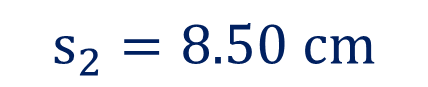 s₂ = 8.50 cm